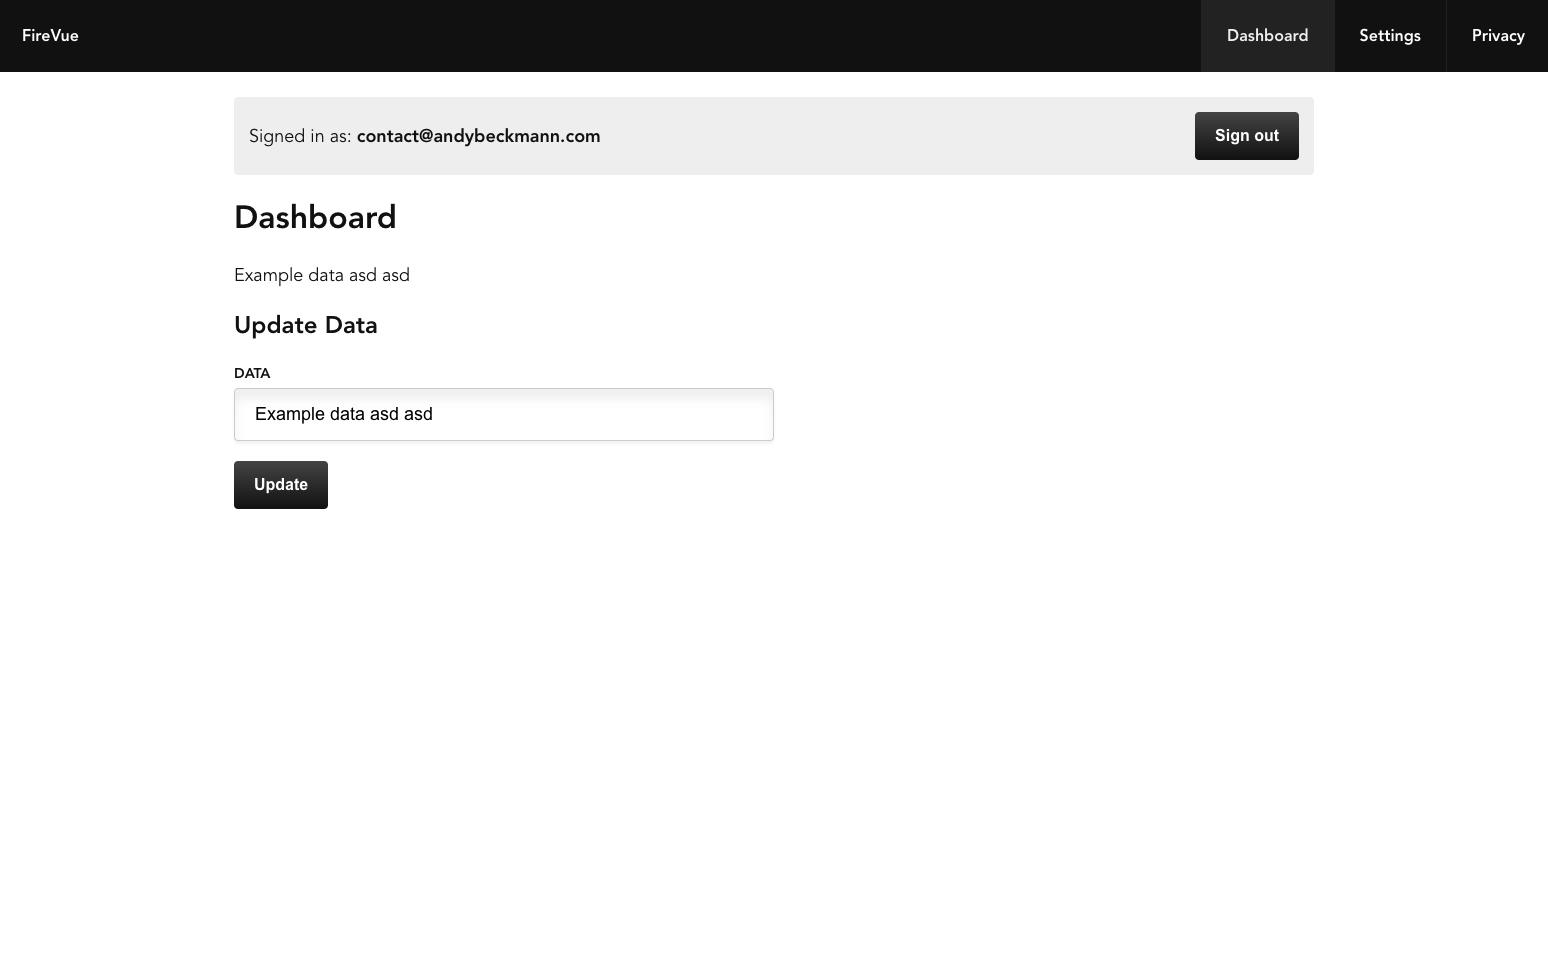 FireVue
Dashboard
Settings
Privacy
Signed in as: contact@andybeckmann.com
Sign out
Dashboard
Example data asd asd
Update Data
DATA
Example data asd asd
Update